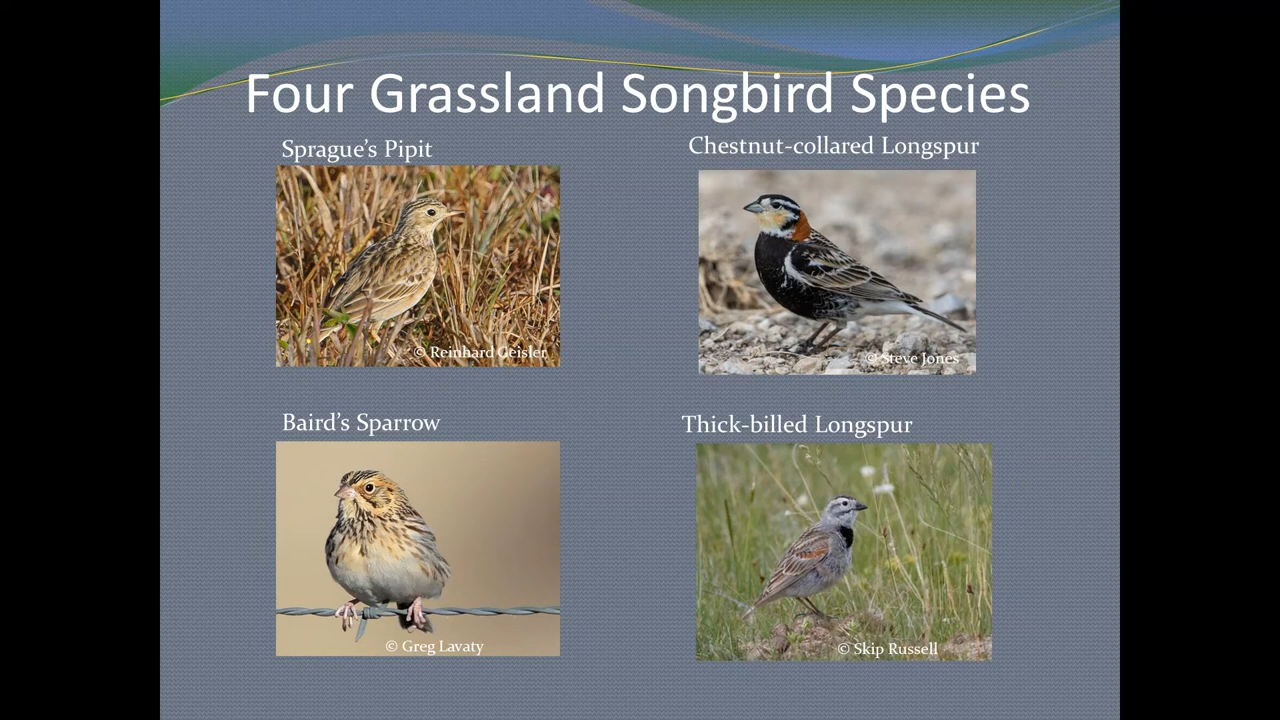 Four Grassland Songbird Species
Sprague's Pipit
Chestnut-collared Longspur
© Reinhard Geisler
© Steve Jones
Baird's Sparrow
Thick-billed Longspur
© Greg Lavaty
© Skip Russell